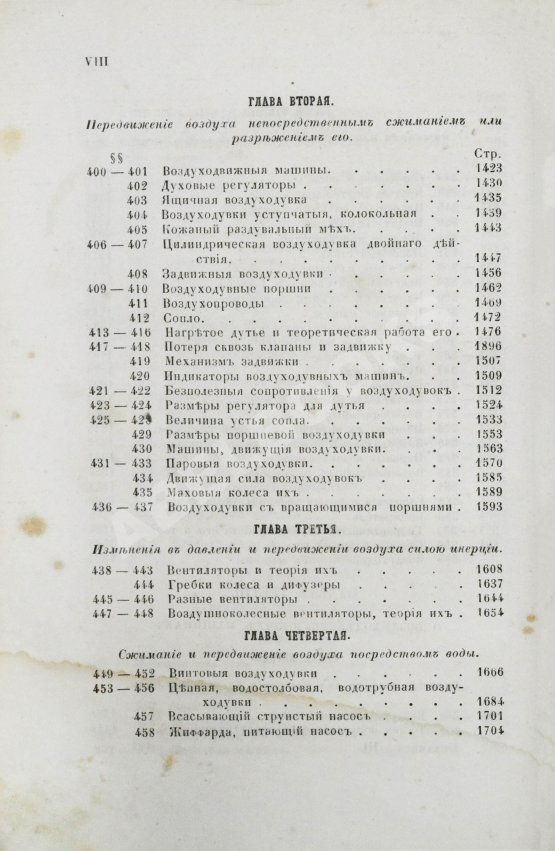 VIII
ГЛАВА ВТОРАЯ.
Передвиженіе воздуха непосредственнымъ сжиманіемъ или
разрѣженіемъ его.
§§ Стр.
400 — 401 Воздуходвижныя машины. . . . . . 1423
402 Духовые регуляторы . . . . . . 1430
403 Ящичная воздуходувка . . . . . 1435
404 Воздуходувки уступчатыя, колокольная . . 1439
405 Кожаный раздувальный мѣхъ. . . . . 1443
406 — 407 Цилиндрическая воздуходувка двойнаго дѣй-
ствія. . . . . . . . . 1447
408 Задвижныя воздуходувки . . . . . 1456
409 — 410 Воздуходувные поршни . . . . . 1462
411 Воздухопроводы . . . . . . . 1469
412 Сопло. . . . . . . . . 1472
413 — 416 Нагрѣтое дутье и теоретическая работа его . 1476
417 — 418 Потеря сквозь клапаны и задвижку . . . 1896
419 Механизмъ задвижки . . . . . . 1507
420 Индикаторы воздуходувныхъ машинъ. . . 1509
421 — 422 Безполезныя сопротивленія у воздуходувокъ . 1512
423 — 424 Размѣры регулятора для дутья . . . . 1524
425 — 428 Величина устья сопла. . . . . . 1533
429 Размѣры поршневой воздуходувки . . . 1553
430 Машины, движущія воздуходувки. . . . 1563
431 — 433 Паровыя воздуходувки. . . . . . 1570
434 Движущая сила воздуходувокъ . . . . 1585
435 Маховыя колеса ихъ . . . . . . 1589
436 — 437 Воздуходувки съ вращающимися поршнями . 1593
ГЛАВА ТРЕТЬЯ.
Измѣненія въ давленіи и передвиженіи воздуха силою инерціи.
438 — 443 Вентиляторы и теорія ихъ . . . . . 1608
444 Гребки колеса и дифузеры . . . . . 1637
445 — 446 Разные вентиляторы . . . . . . 1644
447 — 448 Воздушноколесные вентиляторы, теорія ихъ . 1654
ГЛАВА ЧЕТВЕРТАЯ.
Сжиманіе и передвиженіе воздуха посредствомъ воды.
449 — 452 Винтовыя воздуходувки . . . . . 1666
453 — 456 Цѣпная, водостолбовая, водотрубная возду-
ходувки . . . . . . . . 1684
457 Всасывающій струистый насосъ . . . . 1701
458 Жиффарда, питающій насосъ . . . . . 1704